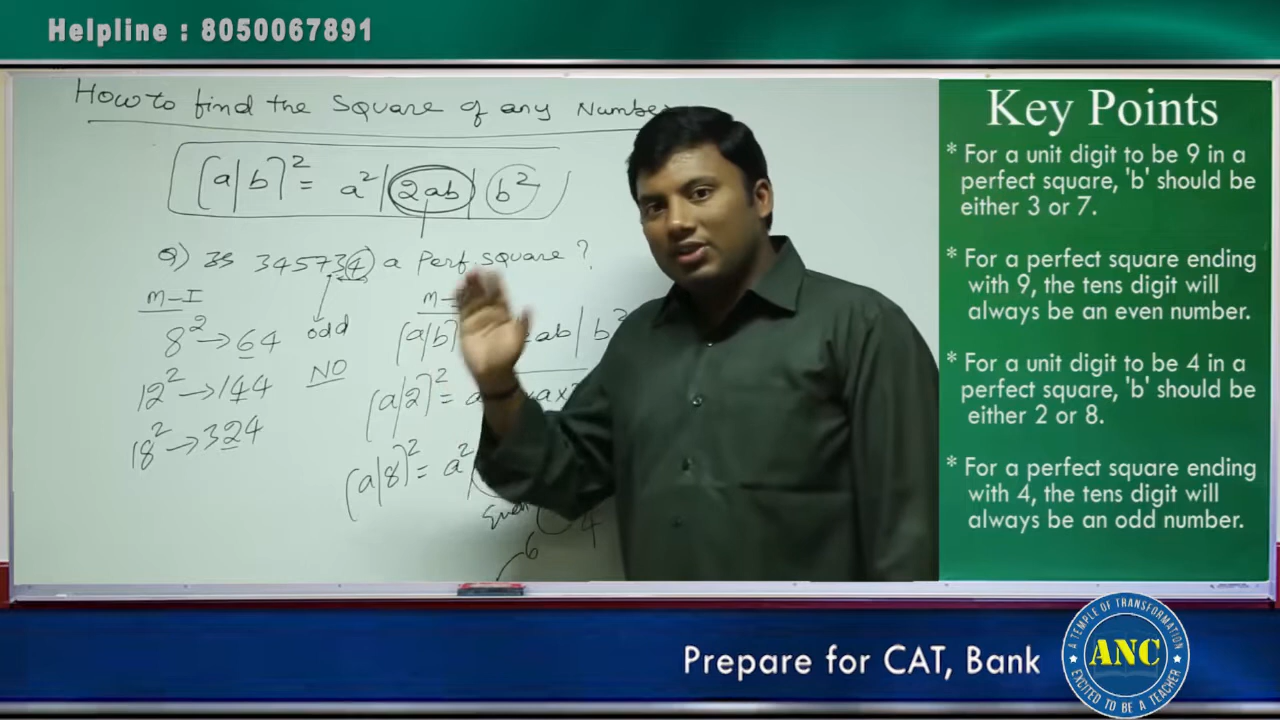 Helpline : 8050067891
How to find the Square of any Number
(a|b)² = a² | 2ab | b²
Q) Is 345734 a Perf square ?
M-I
8² → 64
12² → 144
18² → 324
odd
NO
(a|b) 2ab | b²
(a|2)² =
(a|8)² = a²
6
4
Key Points
* For a unit digit to be 9 in a
perfect square, 'b' should be
either 3 or 7.
* For a perfect square ending
with 9, the tens digit will
always be an even number.
* For a unit digit to be 4 in a
perfect square, 'b' should be
either 2 or 8.
* For a perfect square ending
with 4, the tens digit will
always be an odd number.
Prepare for CAT, Bank
A TEMPLE OF TRANSFORMATION
ANC
EXCITED TO BE A TEACHER